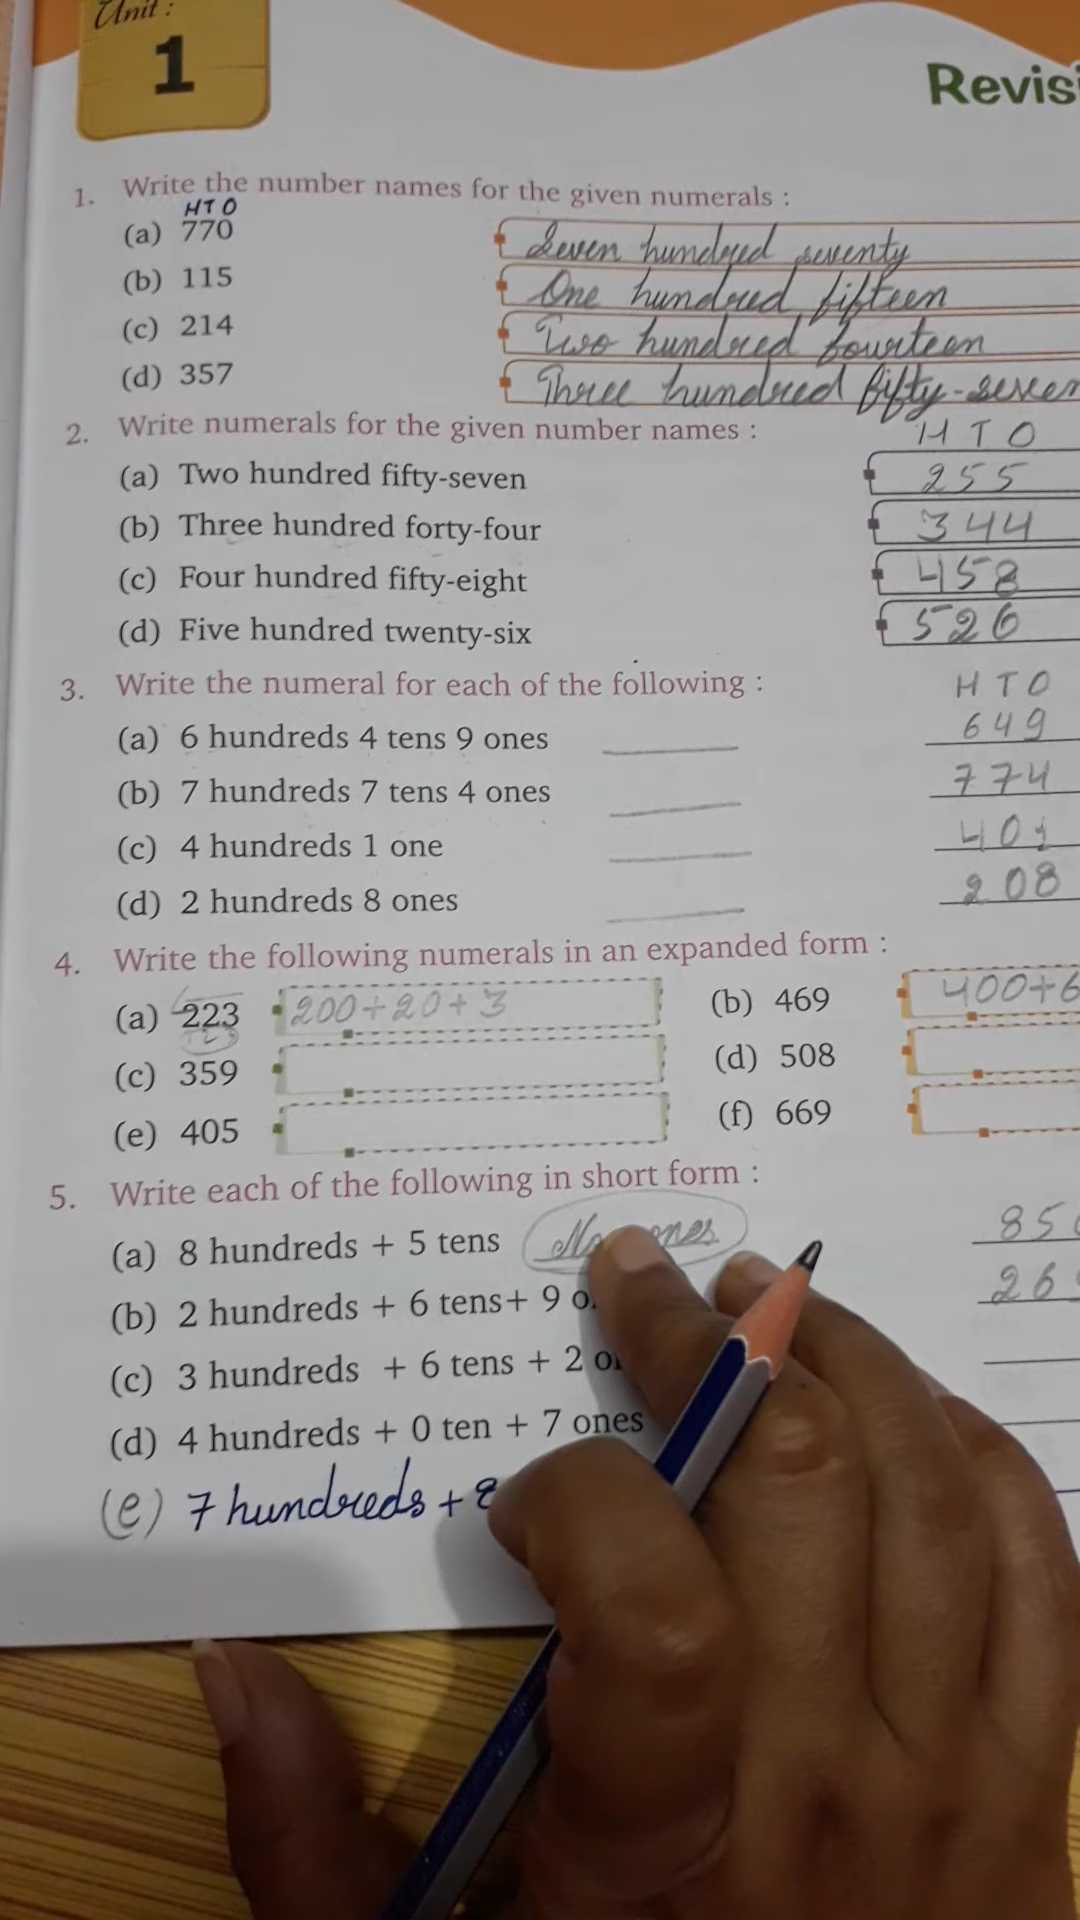 Unit :
1
Revis
1. Write the number names for the given numerals :
H T O
(a) 770 Seven hundred seventy
(b) 115 One hundred fifteen
(c) 214 Two hundred fourteen
(d) 357 Three hundred fifty-seven
2. Write numerals for the given number names :
H T O
(a) Two hundred fifty-seven 255
(b) Three hundred forty-four 344
(c) Four hundred fifty-eight 458
(d) Five hundred twenty-six 526
3. Write the numeral for each of the following :
H T O
(a) 6 hundreds 4 tens 9 ones 649
(b) 7 hundreds 7 tens 4 ones 774
(c) 4 hundreds 1 one 401
(d) 2 hundreds 8 ones 208
4. Write the following numerals in an expanded form :
(a) 223 200+20+3 (b) 469 400+6
(c) 359 (d) 508
(e) 405 (f) 669
5. Write each of the following in short form :
(a) 8 hundreds + 5 tens No ones 85
(b) 2 hundreds + 6 tens+ 9 26
(c) 3 hundreds + 6 tens + 2
(d) 4 hundreds + 0 ten + 7 ones
(e) 7 hundreds +